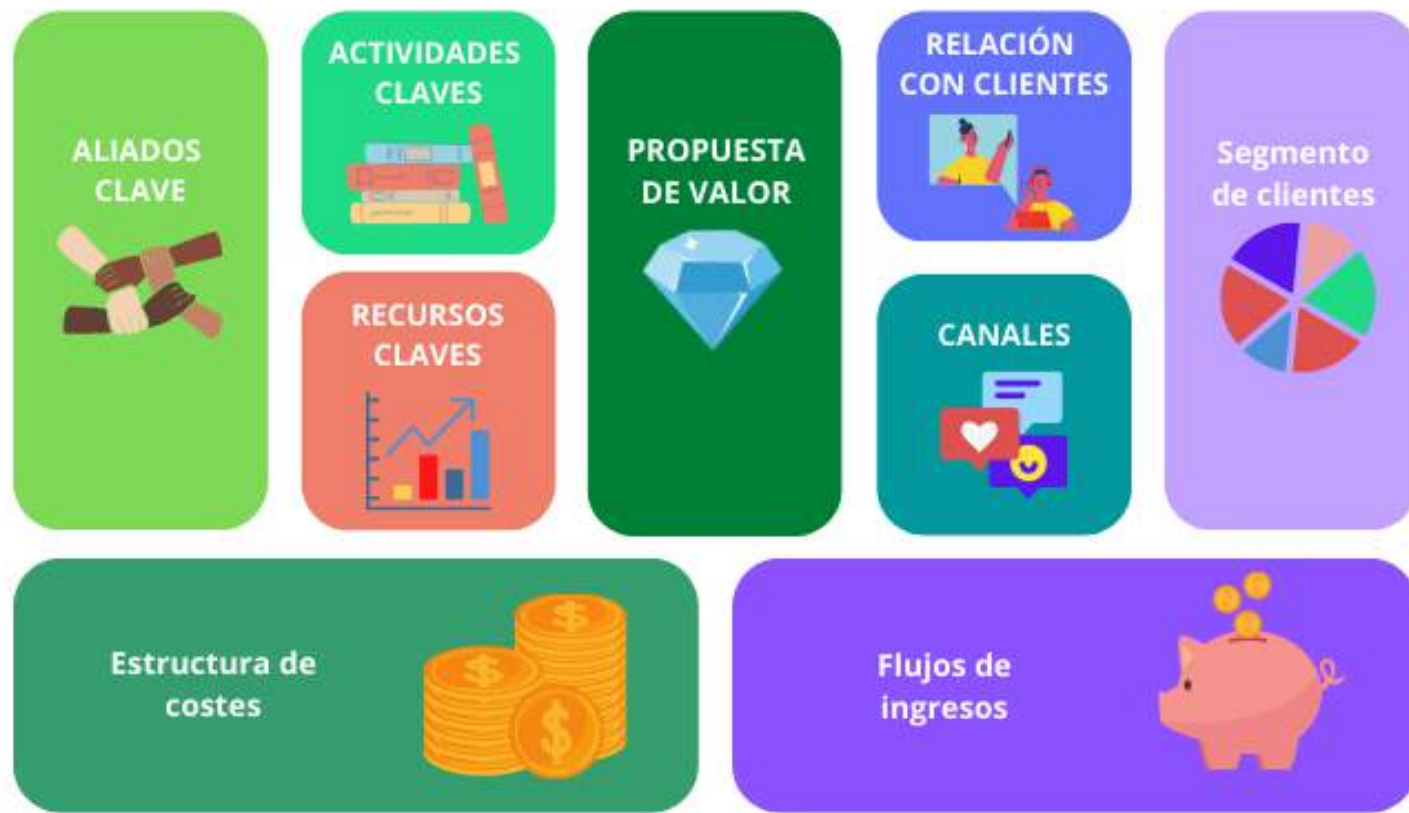 ALIADOS
CLAVE
ACTIVIDADES
CLAVES
RECURSOS
CLAVES
PROPUESTA
DE VALOR
RELACIÓN
CON CLIENTES
CANALES
Segmento
de clientes
Estructura de
costes
Flujos de
ingresos